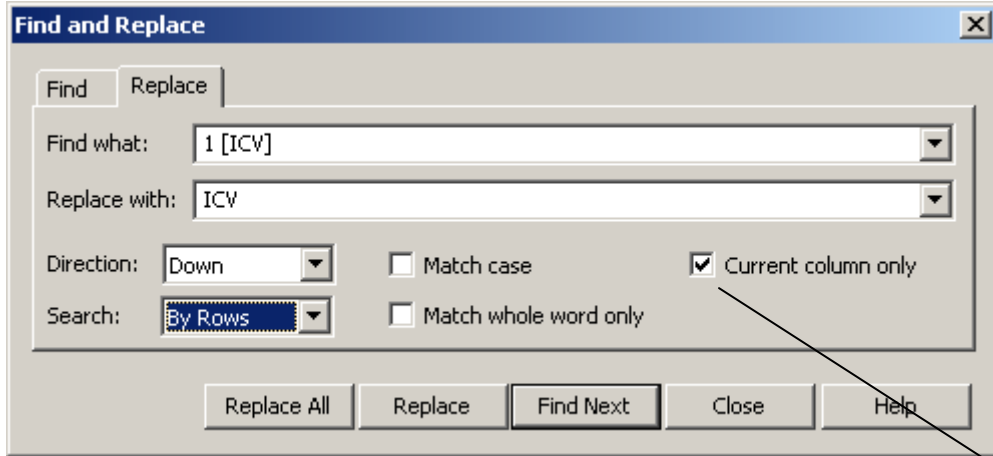 Find and Replace
Find Replace
Find what: 1 [ICV]
Replace with: ICV
Direction: Down Match case Current column only
Search: By Rows Match whole word only
Replace All Replace Find Next Close Help